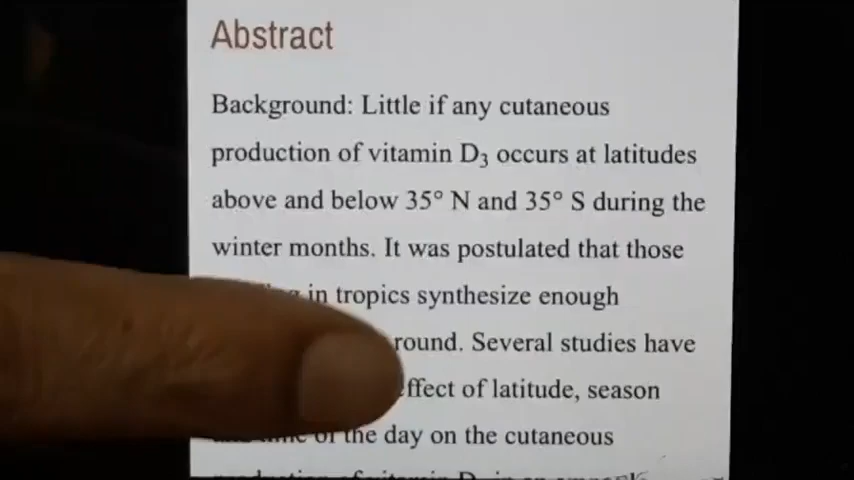 Abstract
Background: Little if any cutaneous
production of vitamin D₃ occurs at latitudes
above and below 35° N and 35° S during the
winter months. It was postulated that those
in tropics synthesize enough
round. Several studies have
effect of latitude, season
of the day on the cutaneous